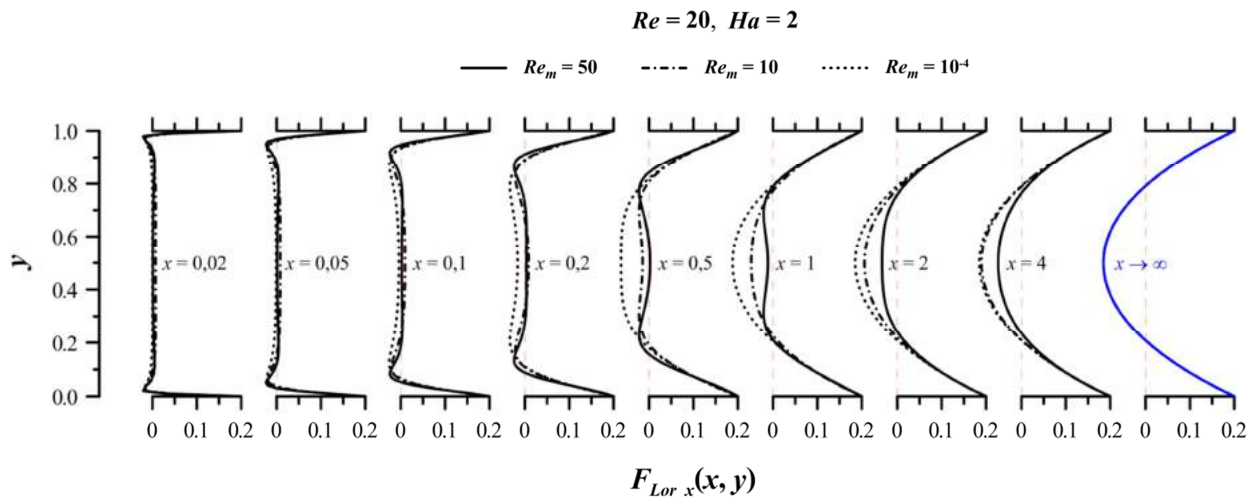 Re = 20, Ha = 2
Re_m = 50 Re_m = 10 Re_m = 10^-4
1.0
0.8
0.6
0.4
0.2
0.0
y
x = 0,02 x = 0,05 x = 0,1 x = 0,2 x = 0,5 x = 1 x = 2 x = 4 x → ∞
0 0.1 0.2 0 0.1 0.2 0 0.1 0.2 0 0.1 0.2 0 0.1 0.2 0 0.1 0.2 0 0.1 0.2 0 0.1 0.2 0 0.1 0.2
F_Lor_x(x, y)